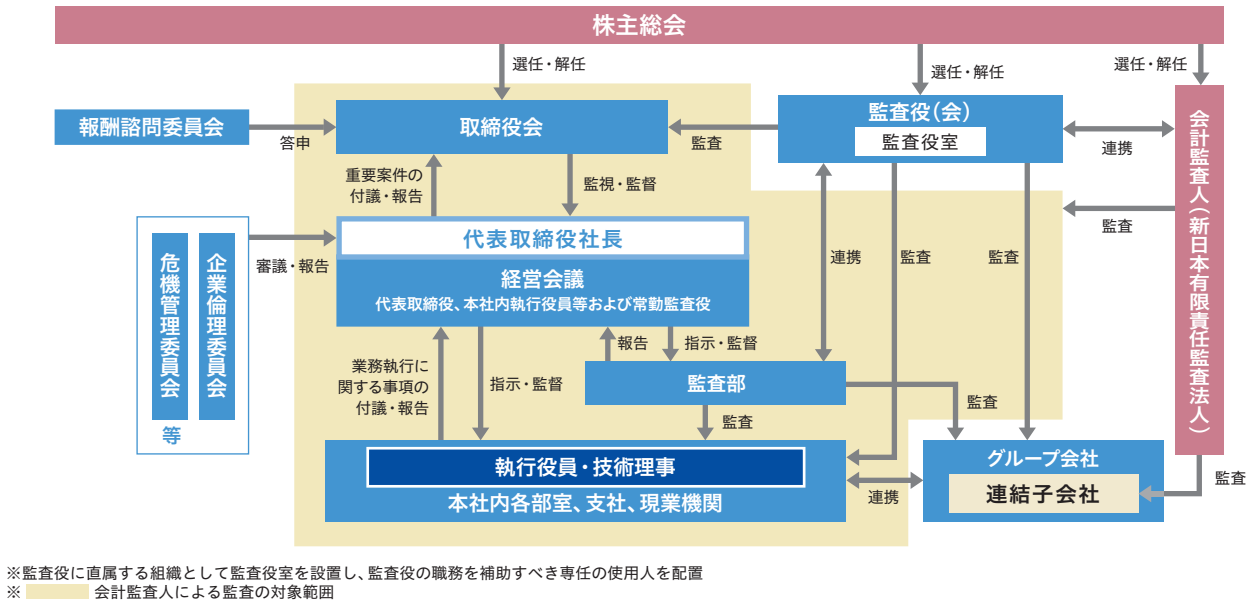 株主総会
選任・解任
選任・解任
選任・解任
報酬諮問委員会
答申
取締役会
監査
監査役(会)
監査役室
連携
会計監査人(新日本有限責任監査法人)
重要案件の
付議・報告
監視・監督
監査
危機管理委員会
企業倫理委員会
等
審議・報告
代表取締役社長
経営会議
代表取締役、本社内執行役員等および常勤監査役
連携
監査
監査
業務執行に
関する事項の
付議・報告
指示・監督
報告
指示・監督
監査部
監査
監査
執行役員・技術理事
本社内各部室、支社、現業機関
連携
グループ会社
連結子会社
監査
※監査役に直属する組織として監査役室を設置し、監査役の職務を補助すべき専任の使用人を配置
※ 会計監査人による監査の対象範囲